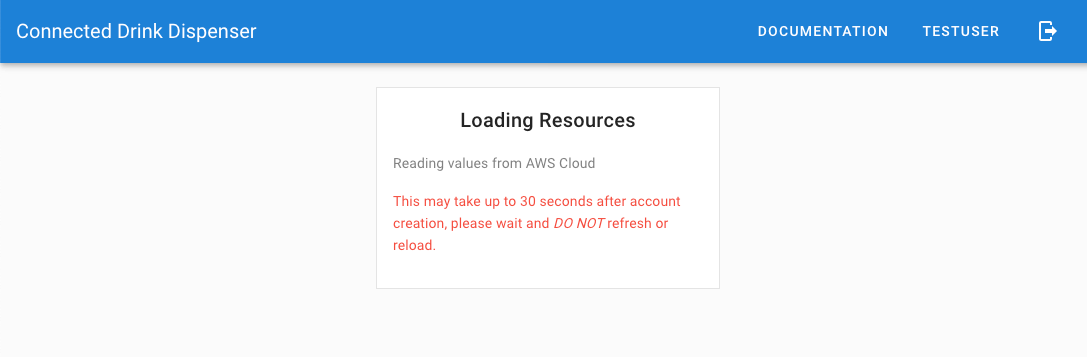 Connected Drink Dispenser
DOCUMENTATION
TESTUSER
Loading Resources
Reading values from AWS Cloud
This may take up to 30 seconds after account
creation, please wait and DO NOT refresh or
reload.